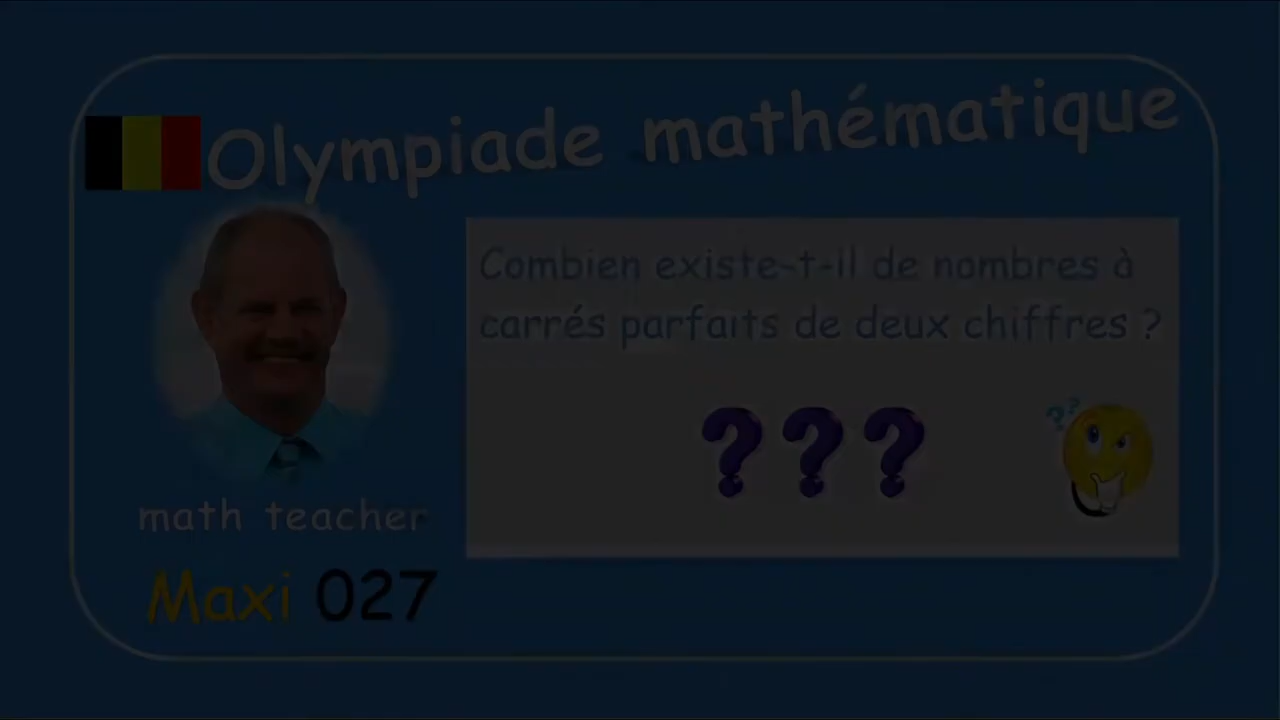 Olympiade mathématique
Combien existe-t-il de nombres à
carrés parfaits de deux chiffres ?
? ? ?
??
math teacher
Maxi 027